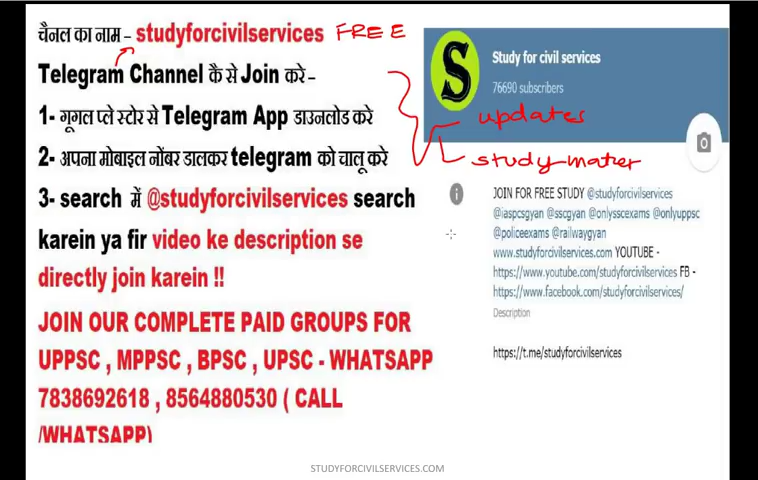 चैनल का नाम - studyforcivilservices FREE
Telegram Channel कैसे Join करे -
1- गूगल प्ले स्टोर से Telegram App डाउनलोड करे
2- अपना मोबाइल नोंबर डालकर telegram को चालू करे
3- search में @studyforcivilservices search
karein ya fir video ke description se
directly join karein !!
JOIN OUR COMPLETE PAID GROUPS FOR
UPPSC , MPPSC , BPSC , UPSC - WHATSAPP
7838692618 , 8564880530 ( CALL
/WHATSAPP)
S
Study for civil services
76690 subscribers
updates
study-mater
JOIN FOR FREE STUDY @studyforcivilservices
@iaspcsgyan @sscgyan @onlysscexams @onlyuppsc
@policeexams @railwaygyan
www.studyforcivilservices.com YOUTUBE -
https://www.youtube.com/studyforcivilservices FB -
https://www.facebook.com/studyforcivilservices/
Description
https://t.me/studyforcivilservices
STUDYFORCIVILSERVICES.COM